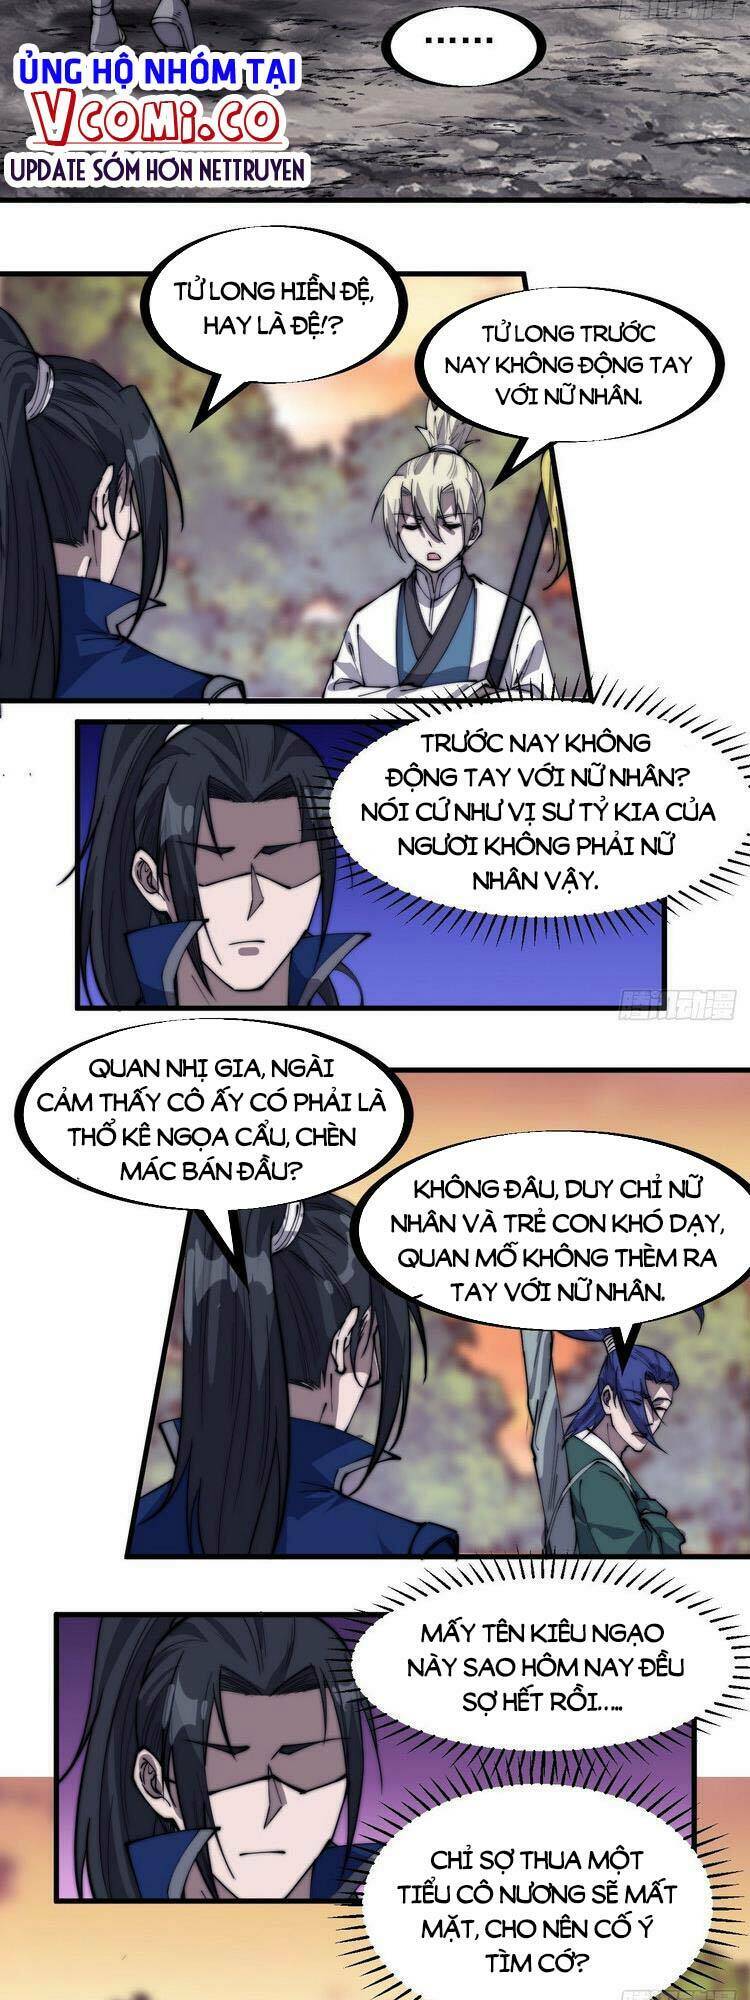 ......
ỦNG HỘ NHÓM TẠI
VCOMI.CO
UPDATE SỚM HƠN NETTRUYEN
TỬ LONG HIỀN ĐỆ,
HAY LÀ ĐỆ!?
TỬ LONG TRƯỚC
NAY KHÔNG ĐỘNG TAY
VỚI NỮ NHÂN.
TRƯỚC NAY KHÔNG
ĐỘNG TAY VỚI NỮ NHÂN?
NÓI CỨ NHƯ VỊ SƯ TỶ KIA CỦA
NGƯƠI KHÔNG PHẢI NỮ
NHÂN VẬY.
腾讯动漫
QUAN NHỊ GIA, NGÀI
CẢM THẤY CÔ ẤY CÓ PHẢI LÀ
THỔ KÊ NGỌA CẨU, CHÈN
MÁC BÁN ĐẦU?
KHÔNG ĐÂU, DUY CHỈ NỮ
NHÂN VÀ TRẺ CON KHÓ DẠY,
QUAN MỖ KHÔNG THÈM RA
TAY VỚI NỮ NHÂN.
MẤY TÊN KIÊU NGẠO
NÀY SAO HÔM NAY ĐỀU
SỢ HẾT RỒI.....
CHỈ SỢ THUA MỘT
TIỂU CÔ NƯƠNG SẼ MẤT
MẶT, CHO NÊN CỐ Ý
TÌM CỚ?